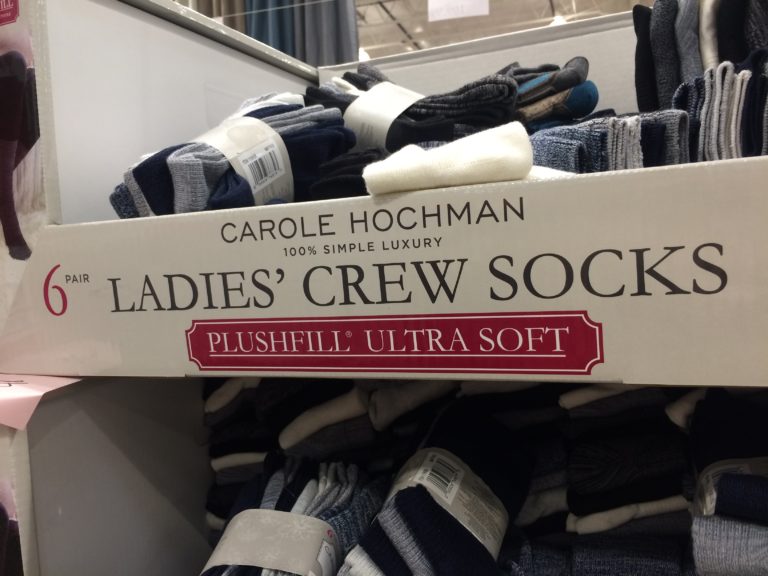 CAROLE HOCHMAN
100% SIMPLE LUXURY
6 PAIR
LADIES' CREW SOCKS
PLUSHFILL® ULTRA SOFT